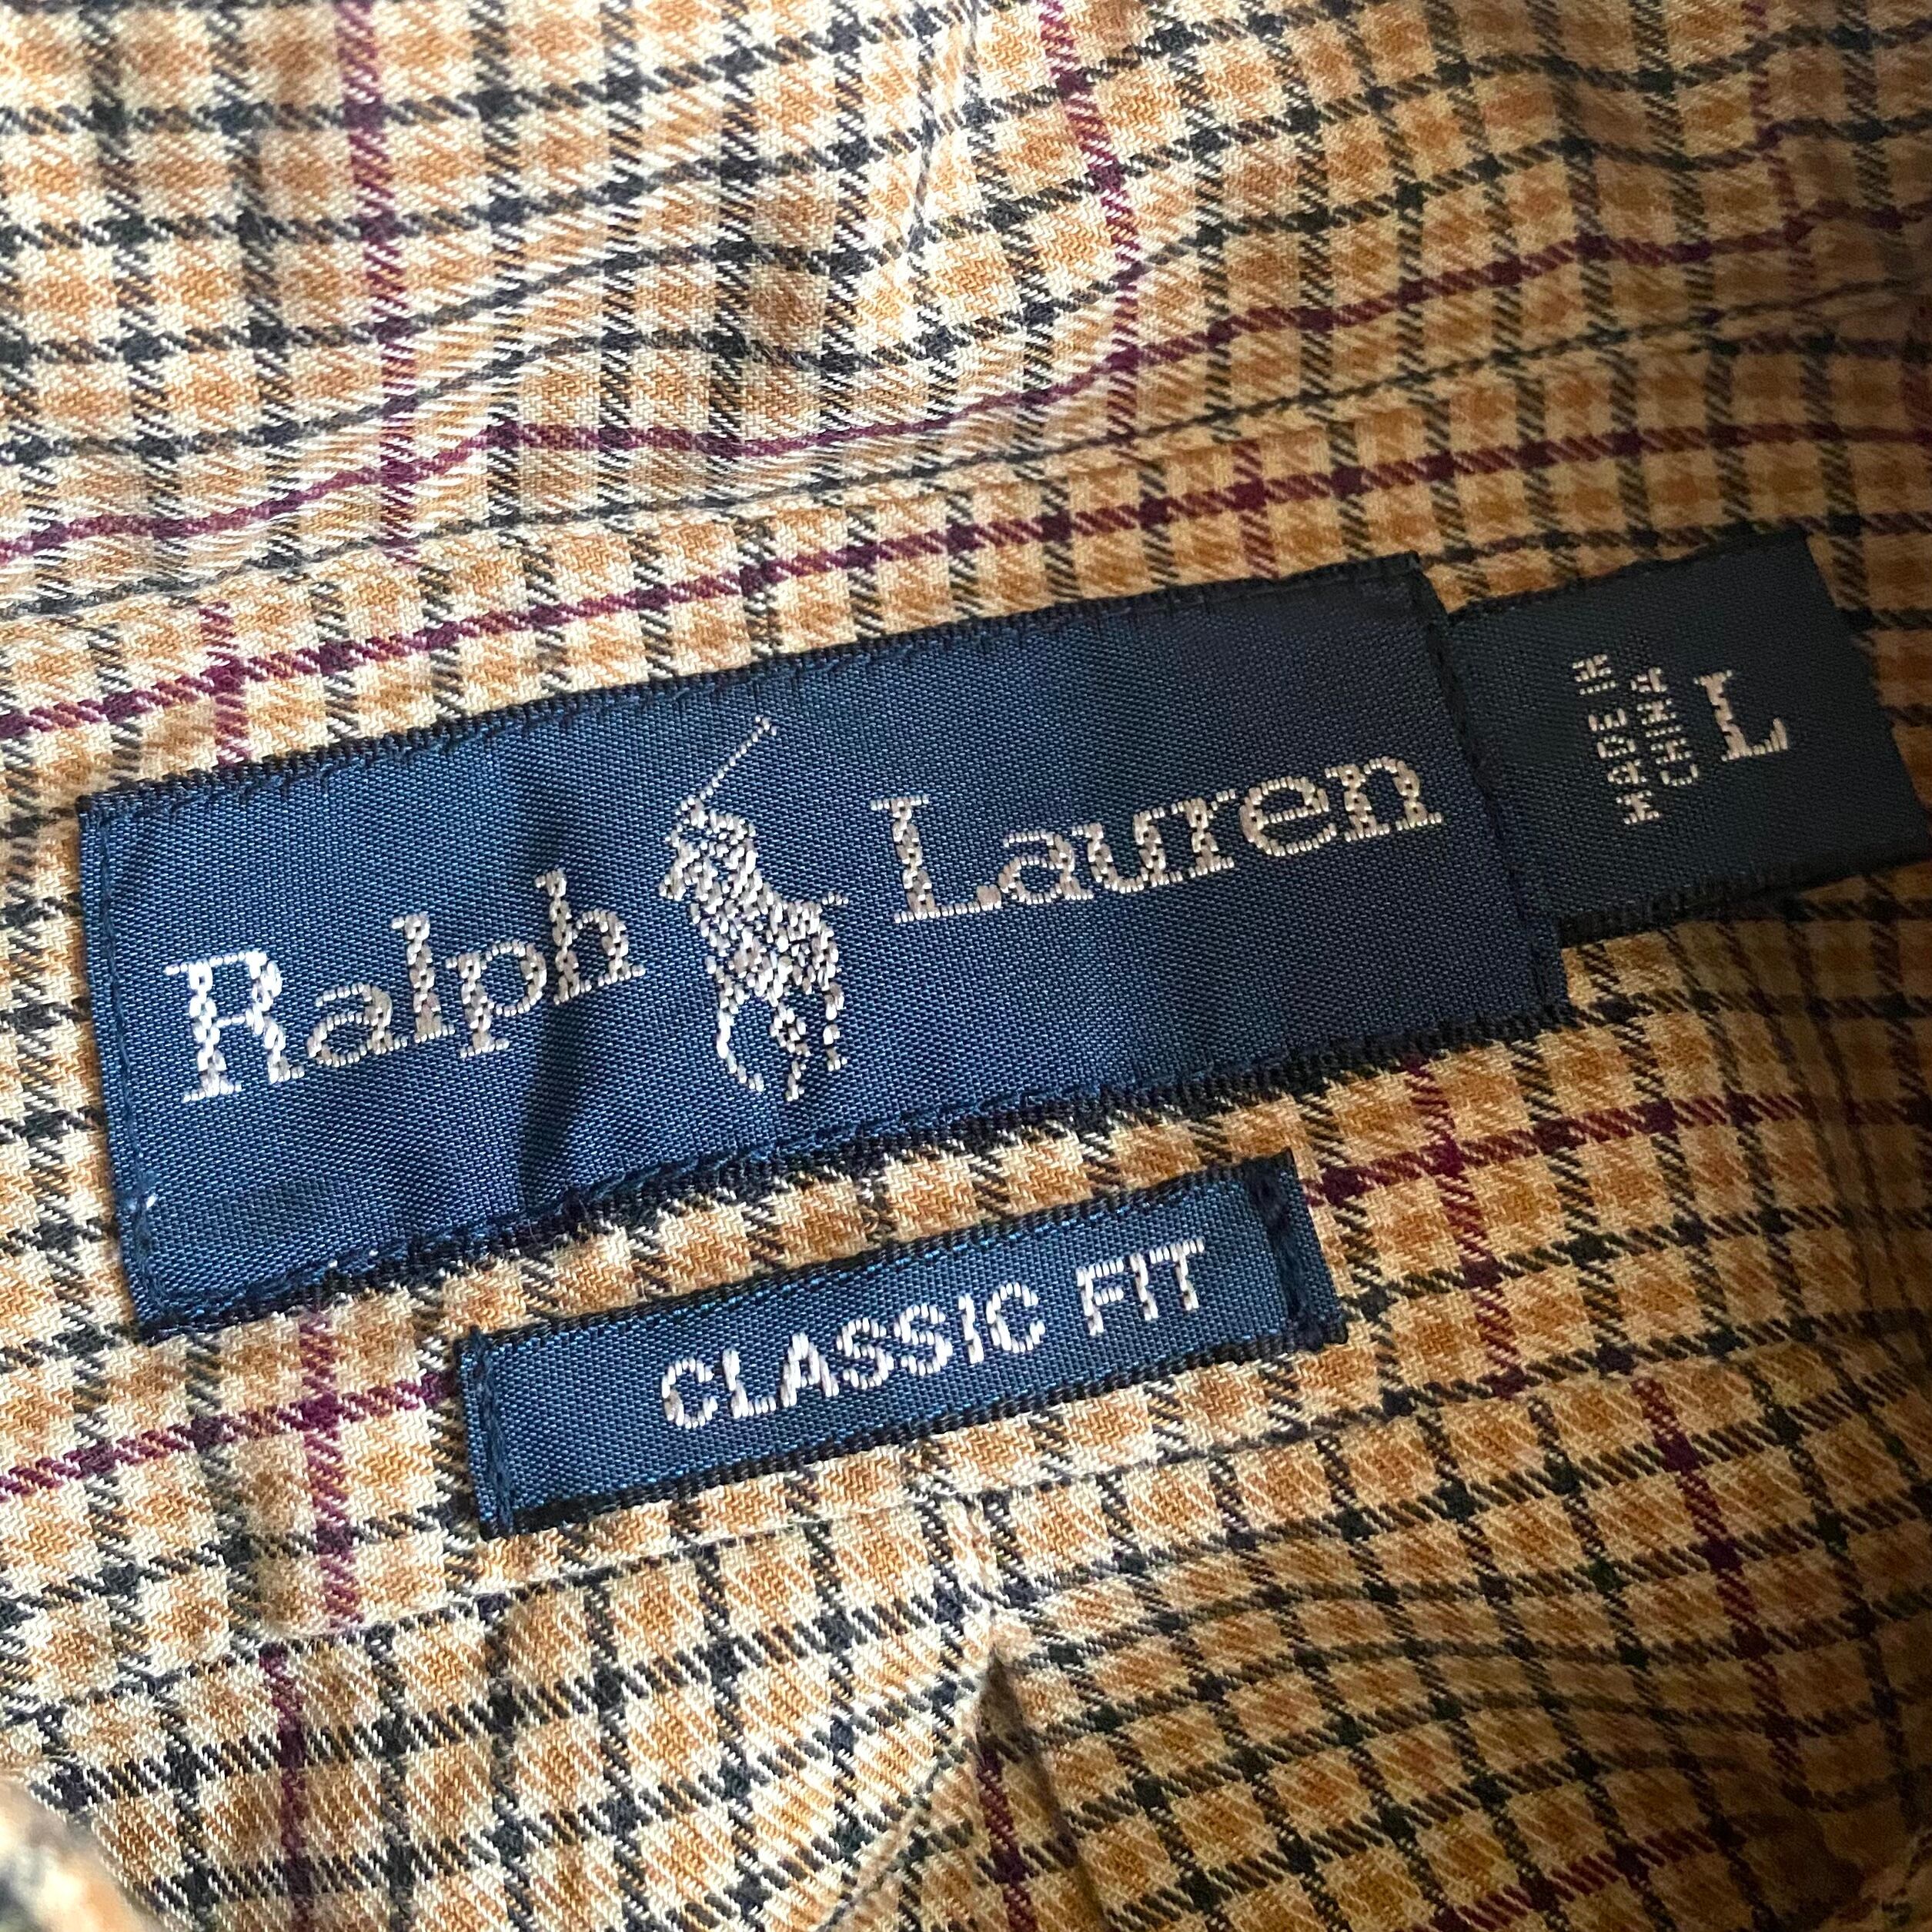 Ralph Lauren
MADE IN
CHINA
L
CLASSIC FIT